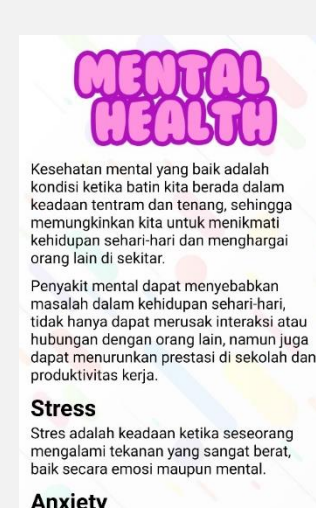 MENTAL
HEALTH
Kesehatan mental yang baik adalah
kondisi ketika batin kita berada dalam
keadaan tentram dan tenang, sehingga
memungkinkan kita untuk menikmati
kehidupan sehari-hari dan menghargai
orang lain di sekitar.
Penyakit mental dapat menyebabkan
masalah dalam kehidupan sehari-hari,
tidak hanya dapat merusak interaksi atau
hubungan dengan orang lain, namun juga
dapat menurunkan prestasi di sekolah dan
produktivitas kerja.
Stress
Stres adalah keadaan ketika seseorang
mengalami tekanan yang sangat berat,
baik secara emosi maupun mental.
Anxiety